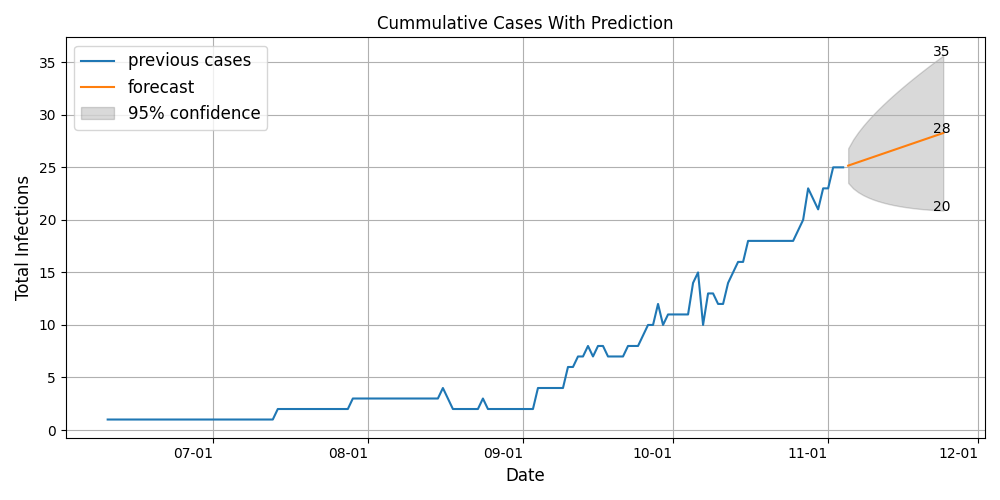 Cummulative Cases With Prediction
previous cases
forecast
95% confidence
35
30
25
20
15
10
5
0
Total Infections
35
28
20
07-01
08-01
09-01
10-01
11-01
12-01
Date